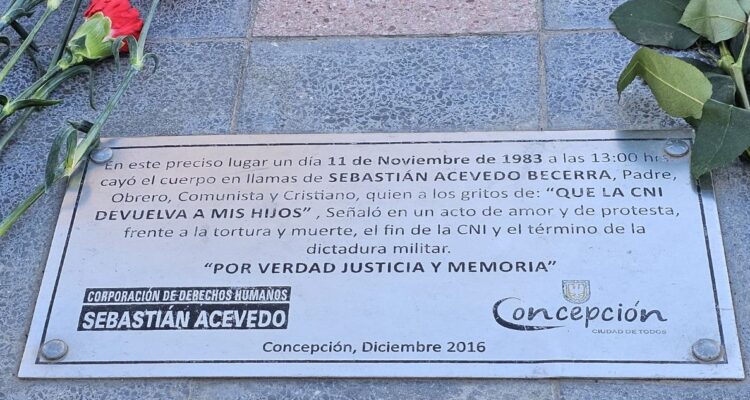 En este preciso lugar un día 11 de Noviembre de 1983 a las 13:00 hrs
cayó el cuerpo en llamas de SEBASTIÁN ACEVEDO BECERRA, Padre,
Obrero, Comunista y Cristiano, quien a los gritos de: “QUE LA CNI
DEVUELVA A MIS HIJOS” , Señaló en un acto de amor y de protesta,
frente a la tortura y muerte, el fin de la CNI y el término de la
dictadura militar.
“POR VERDAD JUSTICIA Y MEMORIA”
CORPORACIÓN DE DERECHOS HUMANOS
SEBASTIÁN ACEVEDO
Concepción
CIUDAD DE TODOS
Concepción, Diciembre 2016